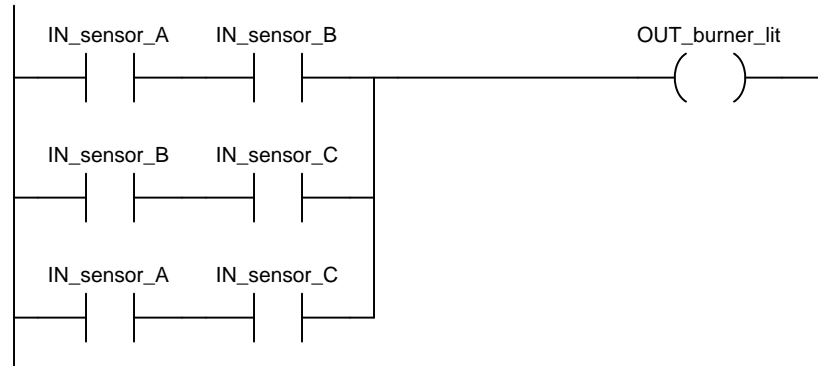 IN_sensor_A IN_sensor_B OUT_burner_lit
IN_sensor_B IN_sensor_C
IN_sensor_A IN_sensor_C